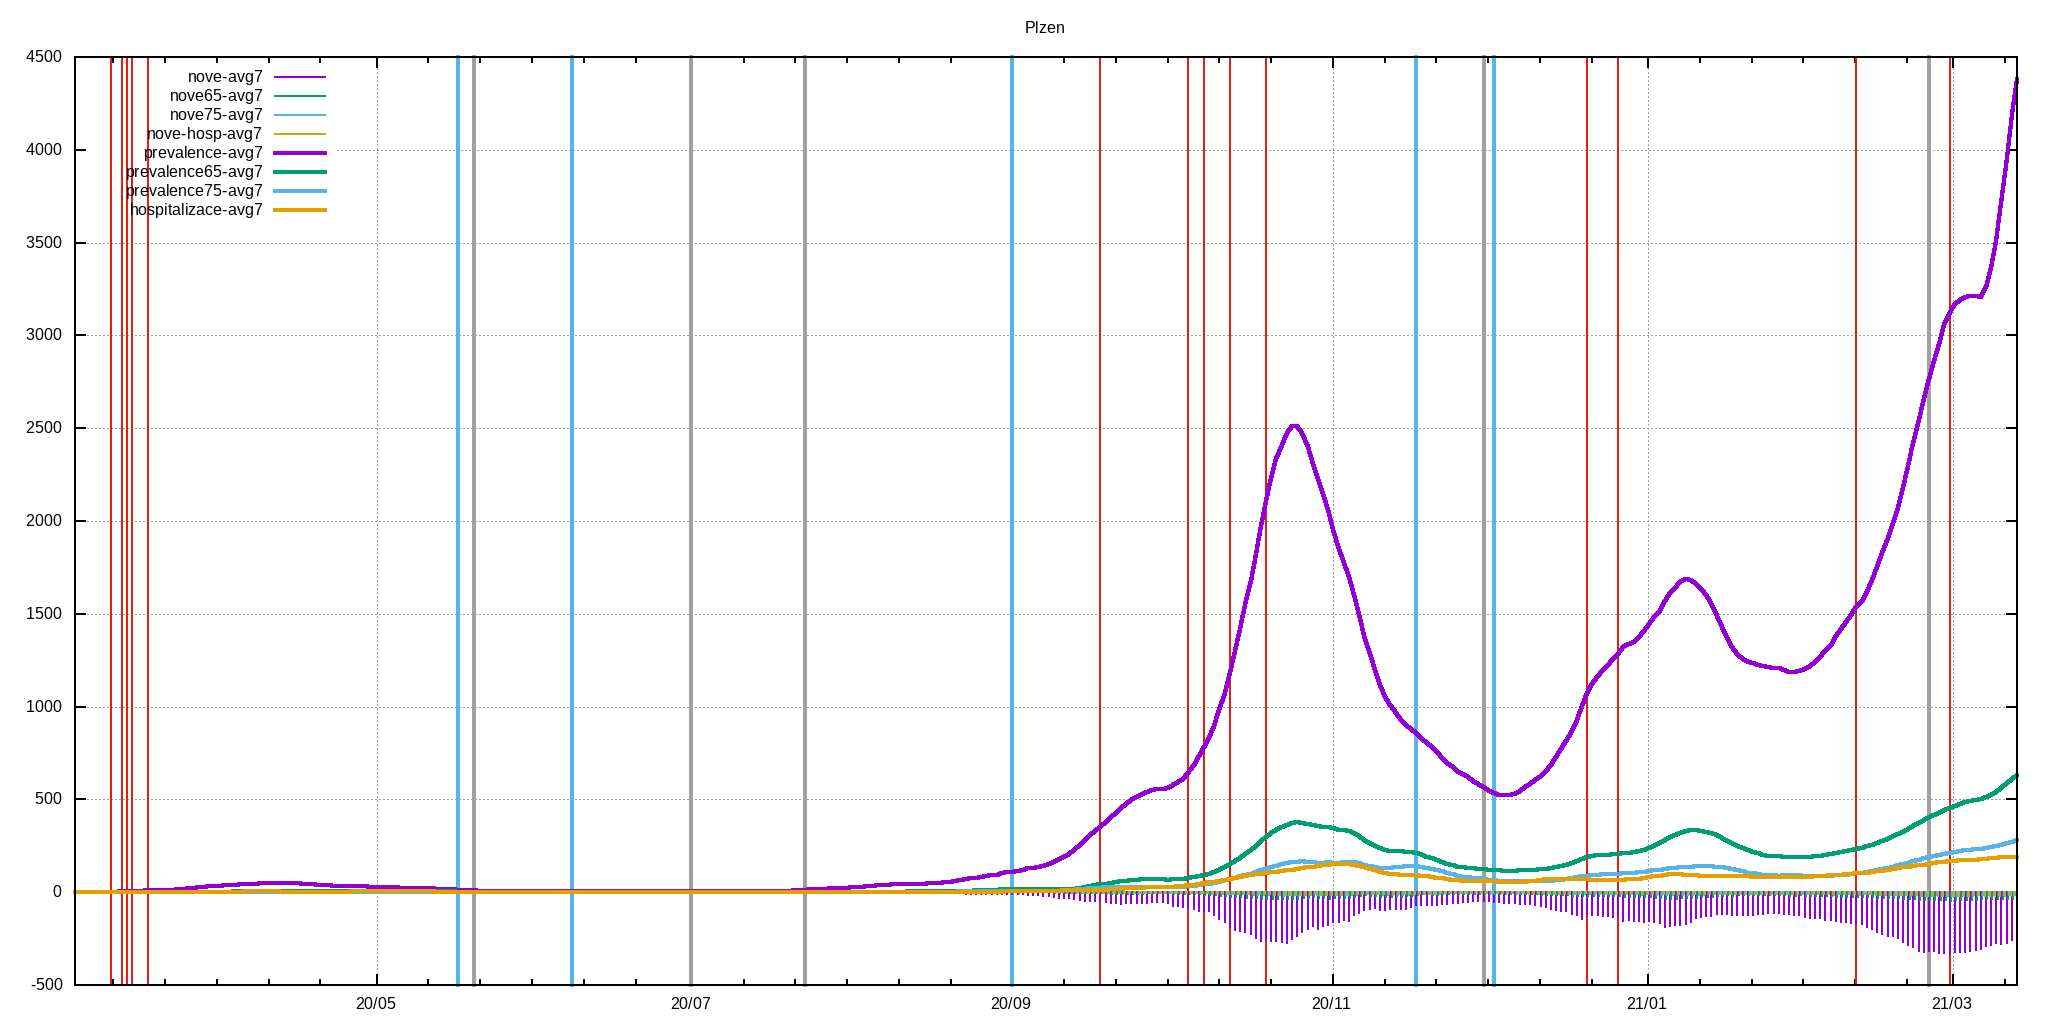 Plzen
4500
4000
3500
3000
2500
2000
1500
1000
500
0
-500
nove-avg7
nove65-avg7
nove75-avg7
nove-hosp-avg7
prevalence-avg7
prevalence65-avg7
prevalence75-avg7
hospitalizace-avg7
20/05 20/07 20/09 20/11 21/01 21/03